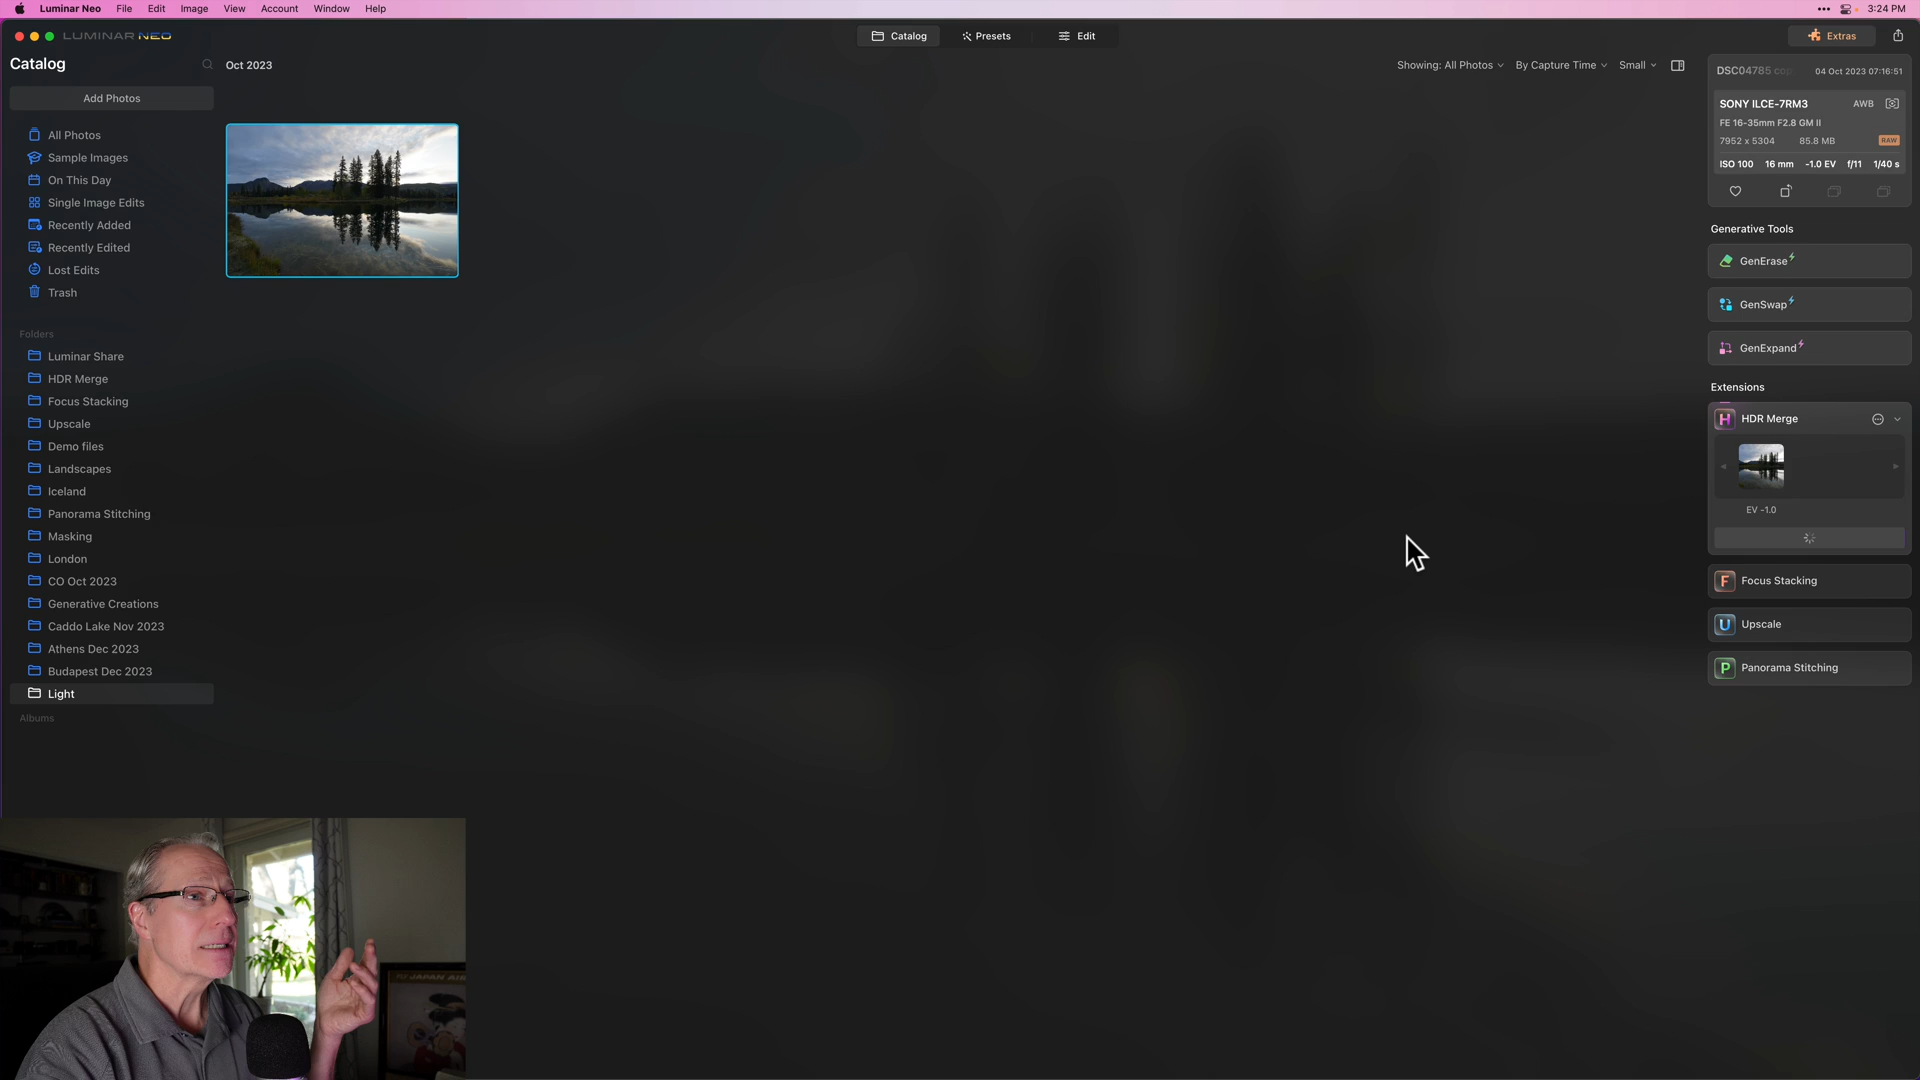 Luminar Neo File Edit Image View Account Window Help 3:24 PM
LUMINAR NEO Catalog Presets Edit Extras
Catalog Oct 2023 Showing: All Photos By Capture Time Small
Add Photos
All Photos
Sample Images
On This Day
Single Image Edits
Recently Added
Recently Edited
Lost Edits
Trash
Folders
Luminar Share
HDR Merge
Focus Stacking
Upscale
Demo files
Landscapes
Iceland
Panorama Stitching
Masking
London
CO Oct 2023
Generative Creations
Caddo Lake Nov 2023
Athens Dec 2023
Budapest Dec 2023
Light
Albums
DSC04785 cop 04 Oct 2023 07:16:51
SONY ILCE-7RM3 AWB
FE 16-35mm F2.8 GM II
7952 x 5304 85.8 MB RAW
ISO 100 16 mm -1.0 EV f/11 1/40 s
Generative Tools
GenErase
GenSwap
GenExpand
Extensions
H HDR Merge
EV -1.0
F Focus Stacking
U Upscale
P Panorama Stitching
JAPAN AIR